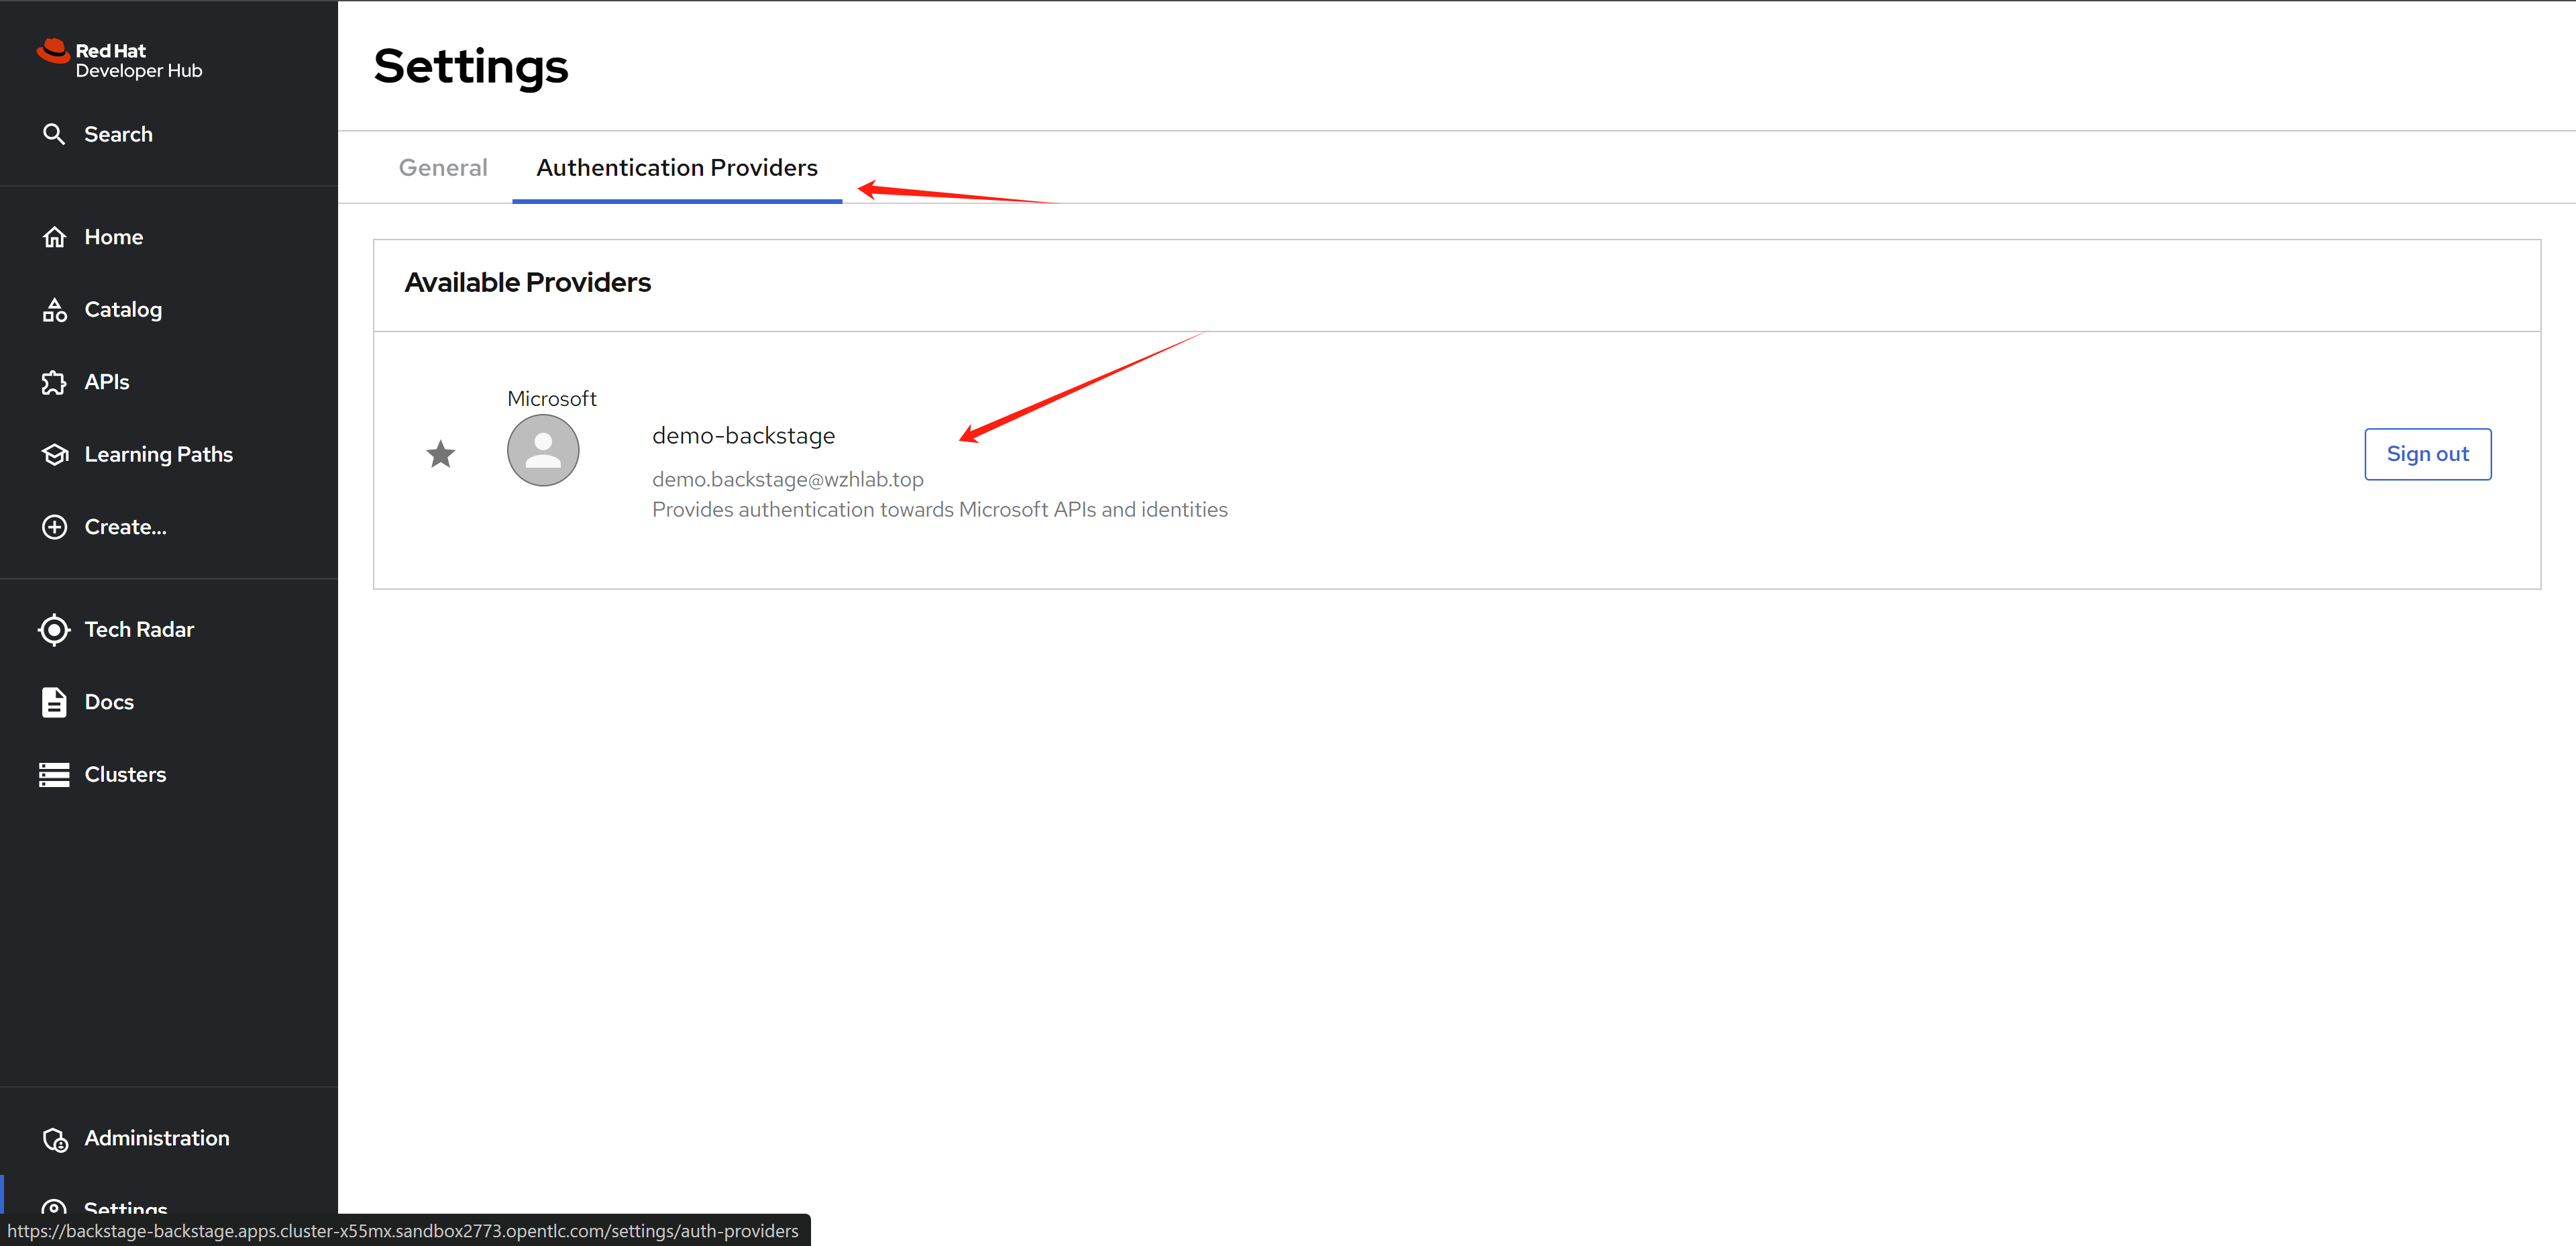 Red Hat
Developer Hub
Search
Home
Catalog
APIs
Learning Paths
Create...
Tech Radar
Docs
Clusters
Administration
Settings
Settings
General
Authentication Providers
Available Providers
Microsoft
demo-backstage
demo.backstage@wzhlab.top
Provides authentication towards Microsoft APIs and identities
Sign out
https://backstage-backstage.apps.cluster-x55mx.sandbox2773.opentlc.com/settings/auth-providers